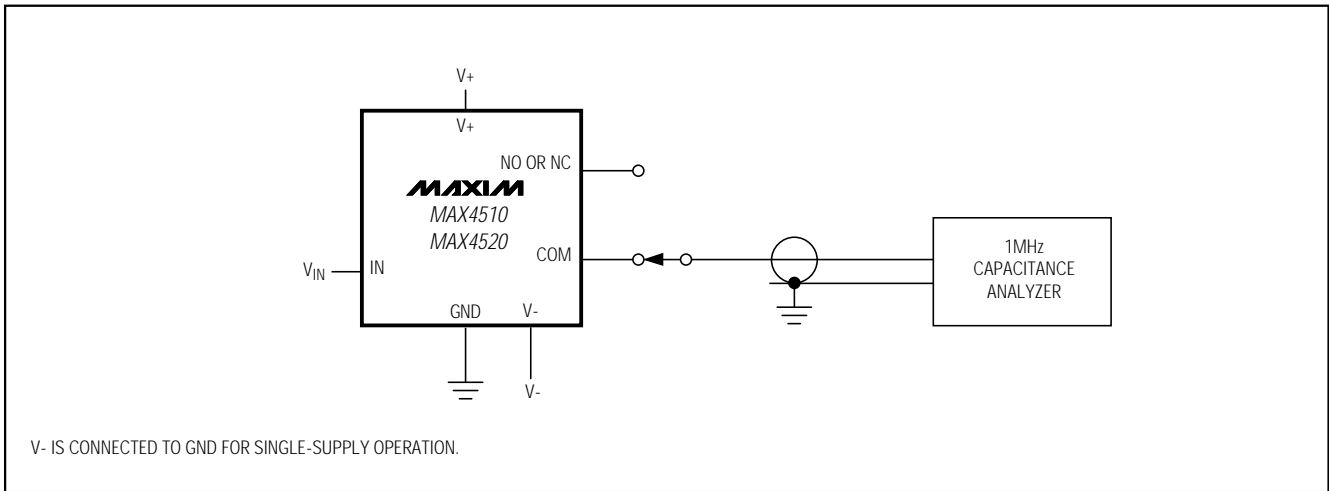 V+
V+
NO OR NC
MAXIM
MAX4510
MAX4520
COM
VIN
IN
GND
V-
V-
1MHz
CAPACITANCE
ANALYZER
V- IS CONNECTED TO GND FOR SINGLE-SUPPLY OPERATION.